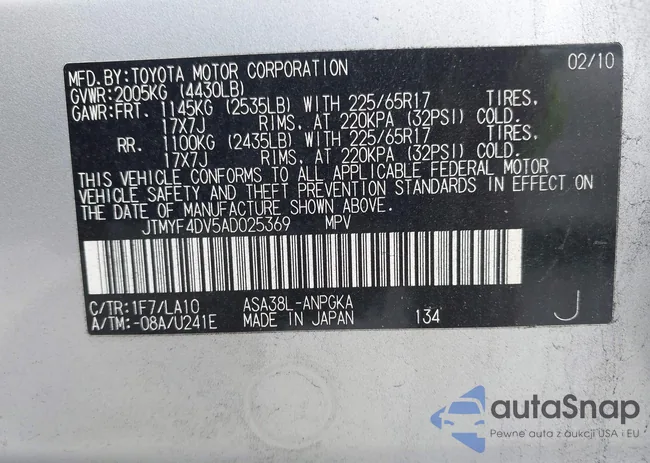 MFD. BY: TOYOTA MOTOR CORPORATION 02/10
GVWR: 2005KG (4430LB)
GAWR: FRT. 1145KG (2535LB) WITH 225/65R17 TIRES,
17X7J RIMS, AT 220KPA (32PSI) COLD.
RR. 1100KG (2435LB) WITH 225/65R17 TIRES,
17X7J RIMS, AT 220KPA (32PSI) COLD.
THIS VEHICLE CONFORMS TO ALL APPLICABLE FEDERAL MOTOR
VEHICLE SAFETY AND THEFT PREVENTION STANDARDS IN EFFECT ON
THE DATE OF MANUFACTURE SHOWN ABOVE.
JTMYF4DV5AD025369 MPV
C/TR: 1F7/LA10 ASA38L-ANPGKA
A/TM: -08A/U241E MADE IN JAPAN 134 J
autoSnap
Pewne auta z aukcji USA i EU